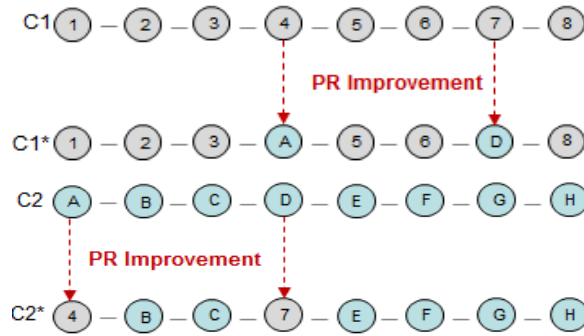 C1 1 – 2 – 3 – 4 – 5 – 6 – 7 – 8
PR Improvement
C1* 1 – 2 – 3 – A – 5 – 6 – D – 8
C2 A – B – C – D – E – F – G – H
PR Improvement
C2* 4 – B – C – 7 – E – F – G – H